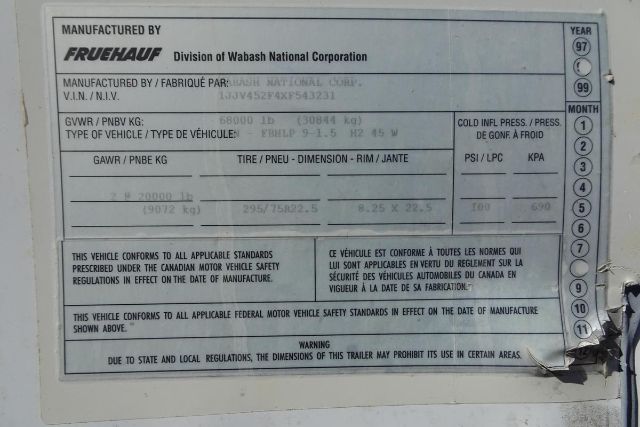 MANUFACTURED BY
FRUEHAUF Division of Wabash National Corporation
MANUFACTURED BY / FABRIQUÉ PAR: WABASH NATIONAL CORP.
V.I.N. / N.I.V. 1JJV452F4XF543231
GVWR / PNBV KG: 68000 lb (30844 kg)
TYPE OF VEHICLE / TYPE DE VÉHICULE: - FBHLP 9-1.5 H2 45 W
COLD INFL PRESS. / PRESS.
DE GONF. À FROID
GAWR / PNBE KG TIRE / PNEU - DIMENSION - RIM / JANTE PSI / LPC KPA
2 @ 20000 lb
(9072 kg) 295/75R22.5 8.25 X 22.5 100 690
THIS VEHICLE CONFORMS TO ALL APPLICABLE STANDARDS
PRESCRIBED UNDER THE CANADIAN MOTOR VEHICLE SAFETY
REGULATIONS IN EFFECT ON THE DATE OF MANUFACTURE.
CE VÉHICULE EST CONFORME À TOUTES LES NORMES QUI
LUI SONT APPLICABLES EN VERTU DU RÈGLEMENT SUR LA
SÉCURITÉ DES VÉHICULES AUTOMOBILES DU CANADA EN
VIGUEUR À LA DATE DE SA FABRICATION.
THIS VEHICLE CONFORMS TO ALL APPLICABLE FEDERAL MOTOR VEHICLE SAFETY STANDARDS IN EFFECT ON THE DATE OF MANUFACTURE
SHOWN ABOVE.
WARNING
DUE TO STATE AND LOCAL REGULATIONS, THE DIMENSIONS OF THIS TRAILER MAY PROHIBIT ITS USE IN CERTAIN AREAS.
YEAR
97
99
MONTH
1
2
3
4
5
6
7
9
10
11